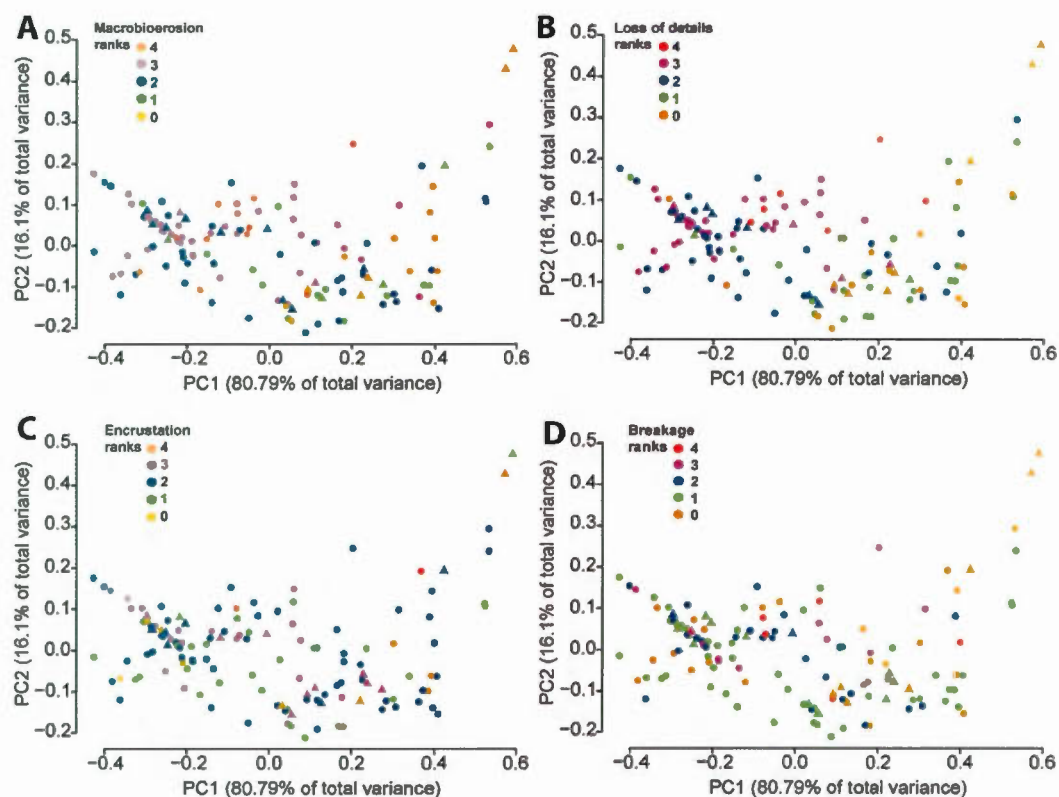 A
Macrobioerosion
ranks
4
3
2
1
0
PC2 (16.1% of total variance)
0.5
0.4
0.3
0.2
0.1
0.0
−0.1
−0.2
−0.4 −0.2 0.0 0.2 0.4 0.6
PC1 (80.79% of total variance)
B
Loss of details
ranks
4
3
2
1
0
PC2 (16.1% of total variance)
0.5
0.4
0.3
0.2
0.1
0.0
−0.1
−0.2
−0.4 −0.2 0.0 0.2 0.4 0.6
PC1 (80.79% of total variance)
C
Encrustation
ranks
4
3
2
1
0
PC2 (16.1% of total variance)
0.5
0.4
0.3
0.2
0.1
0.0
−0.1
−0.2
−0.4 −0.2 0.0 0.2 0.4 0.6
PC1 (80.79% of total variance)
D
Breakage
ranks
4
3
2
1
0
PC2 (16.1% of total variance)
0.5
0.4
0.3
0.2
0.1
0.0
−0.1
−0.2
−0.4 −0.2 0.0 0.2 0.4 0.6
PC1 (80.79% of total variance)